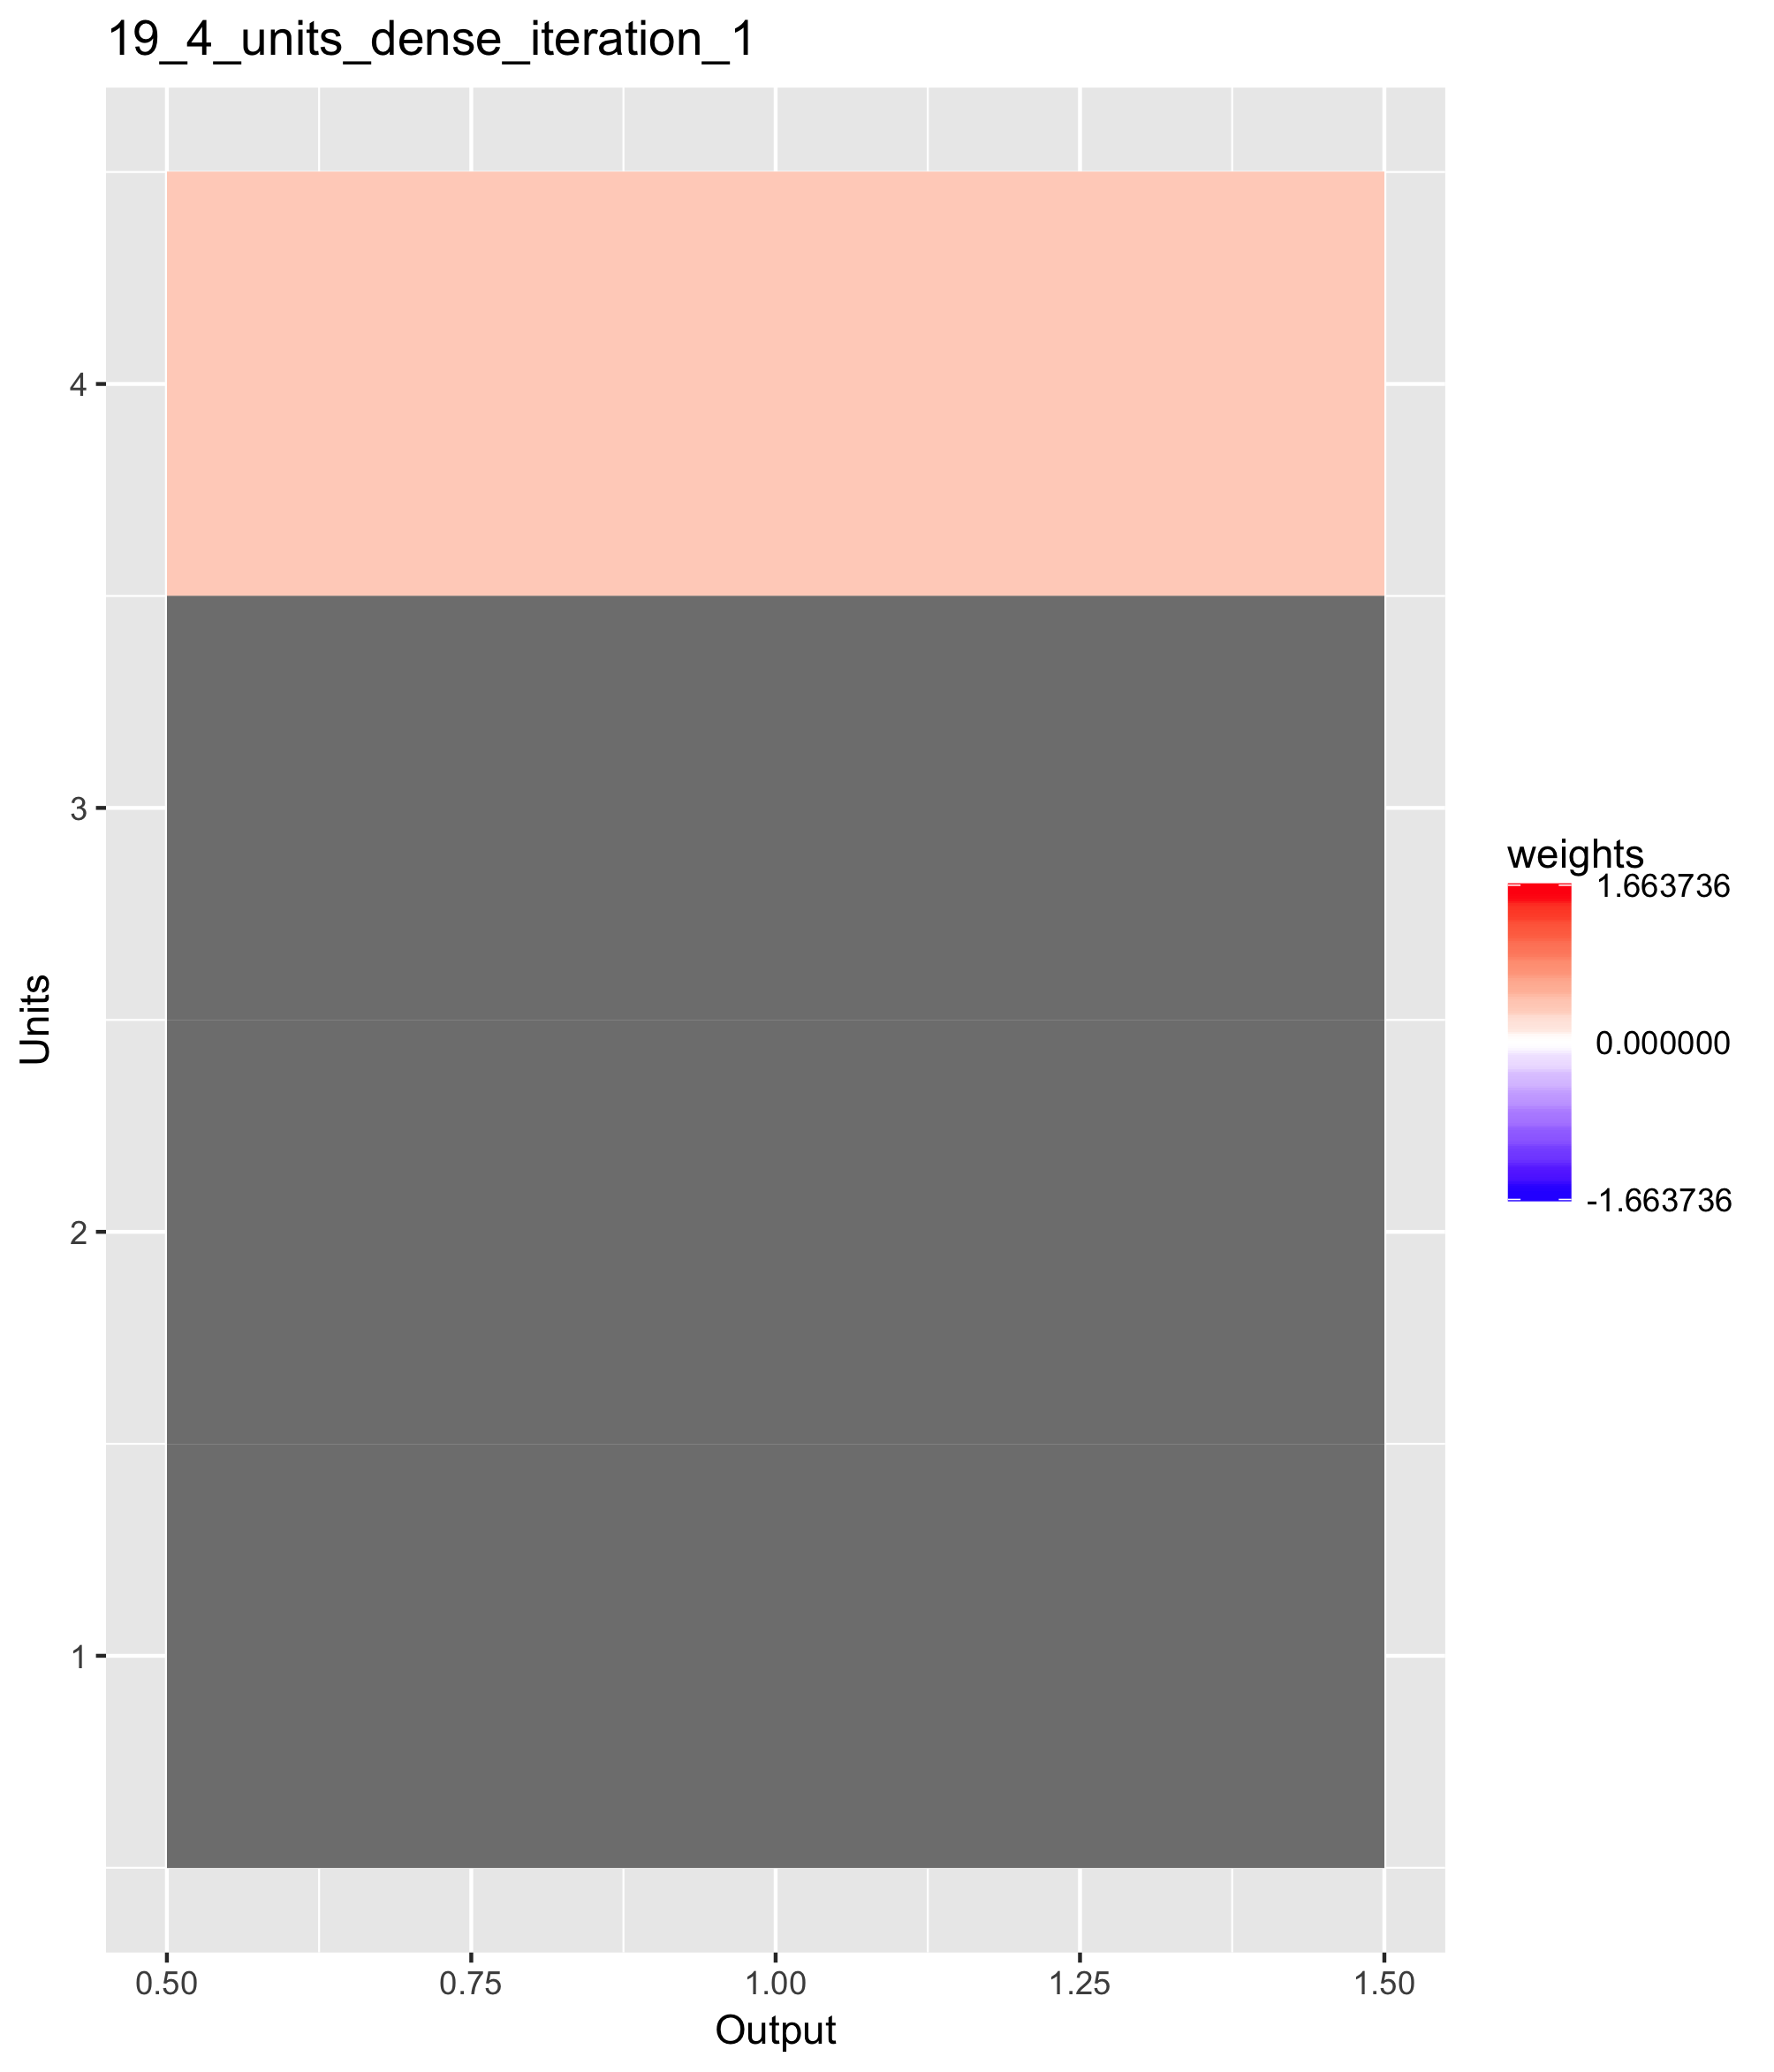 19_4_units_dense_iteration_1
4
3
2
1
Units
0.50 0.75 1.00 1.25 1.50
Output
weights
1.663736
0.000000
-1.663736